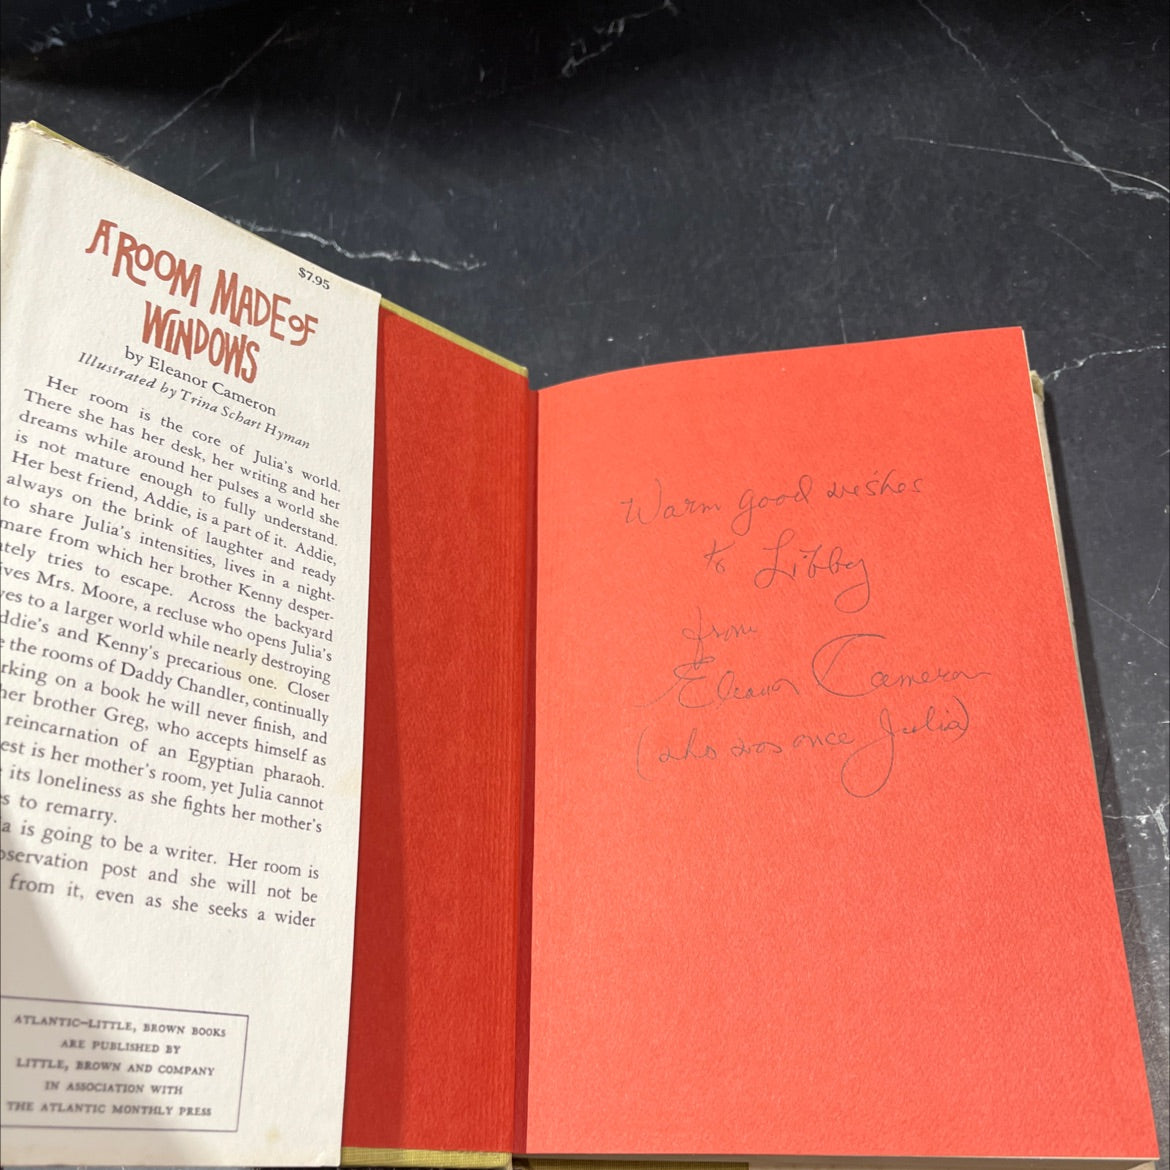 A ROOM MADE OF
WINDOWS
$7.95
by Eleanor Cameron
Illustrated by Trina Schart Hyman
Her room is the core of Julia's world.
There she has her desk, her writing and her
dreams while around her pulses a world she
is not mature enough to fully understand.
Her best friend, Addie, is a part of it. Addie,
always on the brink of laughter and ready
to share Julia's intensities, lives in a night-
mare from which her brother Kenny desper-
ately tries to escape. Across the backyard
ives Mrs. Moore, a recluse who opens Julia's
yes to a larger world while nearly destroying
ddie's and Kenny's precarious one. Closer
the rooms of Daddy Chandler, continually
rking on a book he will never finish, and
her brother Greg, who accepts himself as
reincarnation of an Egyptian pharaoh.
est is her mother's room, yet Julia cannot
its loneliness as she fights her mother's
s to remarry.
a is going to be a writer. Her room is
bservation post and she will not be
from it, even as she seeks a wider
ATLANTIC–LITTLE, BROWN BOOKS
ARE PUBLISHED BY
LITTLE, BROWN AND COMPANY
IN ASSOCIATION WITH
THE ATLANTIC MONTHLY PRESS
Warm good wishes
to Libby
from
Eleanor Cameron
(who was once Julia)